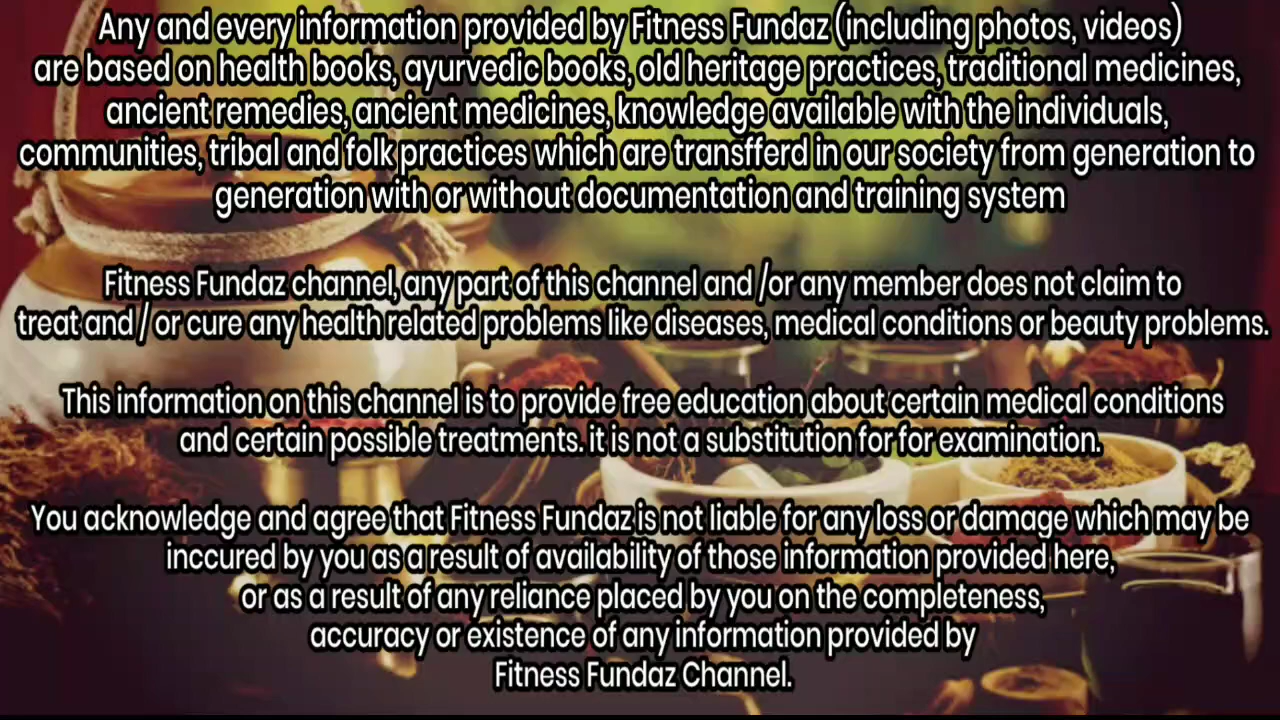 Any and every information provided by Fitness Fundaz (including photos, videos)
are based on health books, ayurvedic books, old heritage practices, traditional medicines,
ancient remedies, ancient medicines, knowledge available with the individuals,
communities, tribal and folk practices which are transfferd in our society from generation to
generation with or without documentation and training system
Fitness Fundaz channel, any part of this channel and /or any member does not claim to
treat and / or cure any health related problems like diseases, medical conditions or beauty problems.
This information on this channel is to provide free education about certain medical conditions
and certain possible treatments. it is not a substitution for for examination.
You acknowledge and agree that Fitness Fundaz is not liable for any loss or damage which may be
inccured by you as a result of availability of those information provided here,
or as a result of any reliance placed by you on the completeness,
accuracy or existence of any information provided by
Fitness Fundaz Channel.